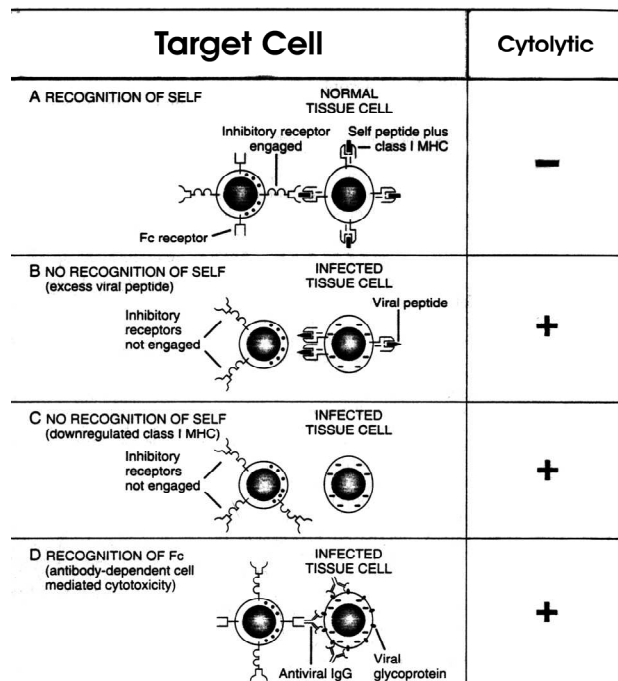 Target Cell
Cytolytic
A RECOGNITION OF SELF
NORMAL
TISSUE CELL
Inhibitory receptor
engaged
Self peptide plus
class I MHC
Fc receptor
−
B NO RECOGNITION OF SELF
(excess viral peptide)
INFECTED
TISSUE CELL
Inhibitory
receptors
not engaged
Viral peptide
+
C NO RECOGNITION OF SELF
(downregulated class I MHC)
INFECTED
TISSUE CELL
Inhibitory
receptors
not engaged
+
D RECOGNITION OF Fc
(antibody-dependent cell
mediated cytotoxicity)
INFECTED
TISSUE CELL
Antiviral IgG
Viral
glycoprotein
+